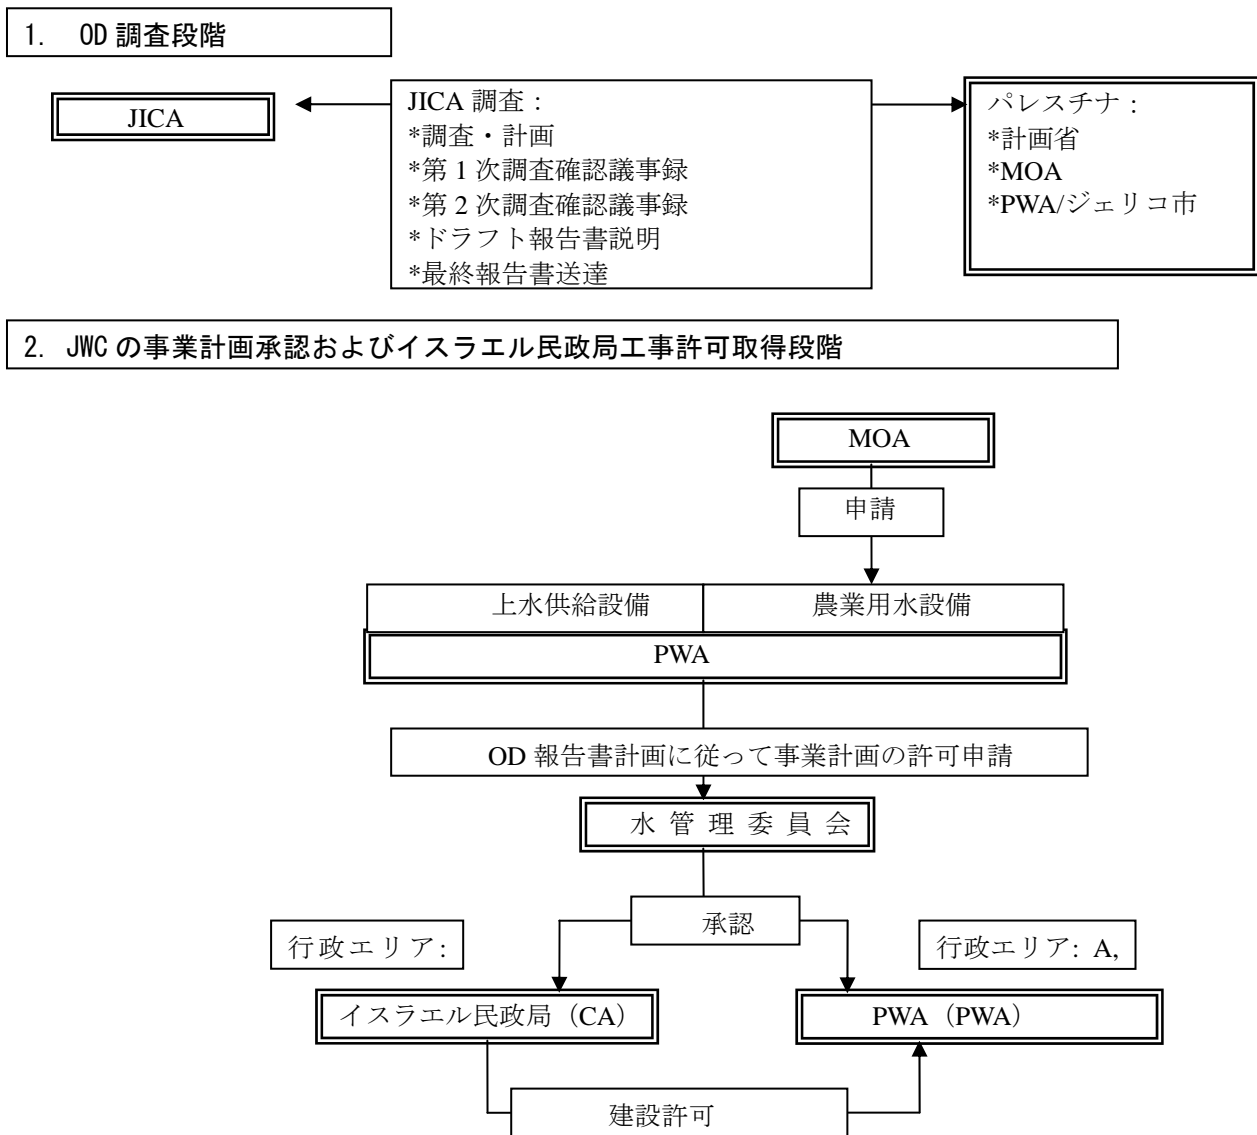 1. OD 調査段階
JICA
JICA 調査：
*調査・計画
*第 1 次調査確認議事録
*第 2 次調査確認議事録
*ドラフト報告書説明
*最終報告書送達
パレスチナ：
*計画省
*MOA
*PWA/ジェリコ市
2. JWC の事業計画承認およびイスラエル民政局工事許可取得段階
MOA
申請
上水供給設備
農業用水設備
PWA
OD 報告書計画に従って事業計画の許可申請
水 管 理 委 員 会
承認
行政エリア:
行政エリア: A,
イスラエル民政局（CA）
PWA（PWA）
建設許可